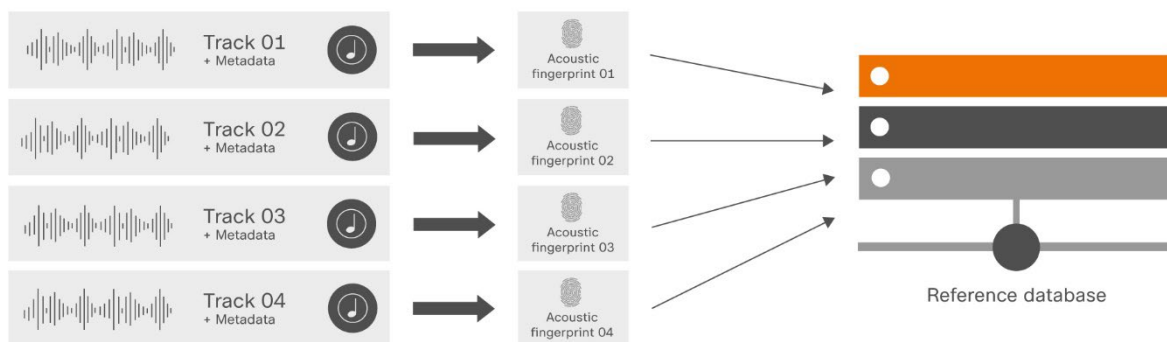 Track 01
+ Metadata
Acoustic
fingerprint 01
Track 02
+ Metadata
Acoustic
fingerprint 02
Track 03
+ Metadata
Acoustic
fingerprint 03
Track 04
+ Metadata
Acoustic
fingerprint 04
Reference database